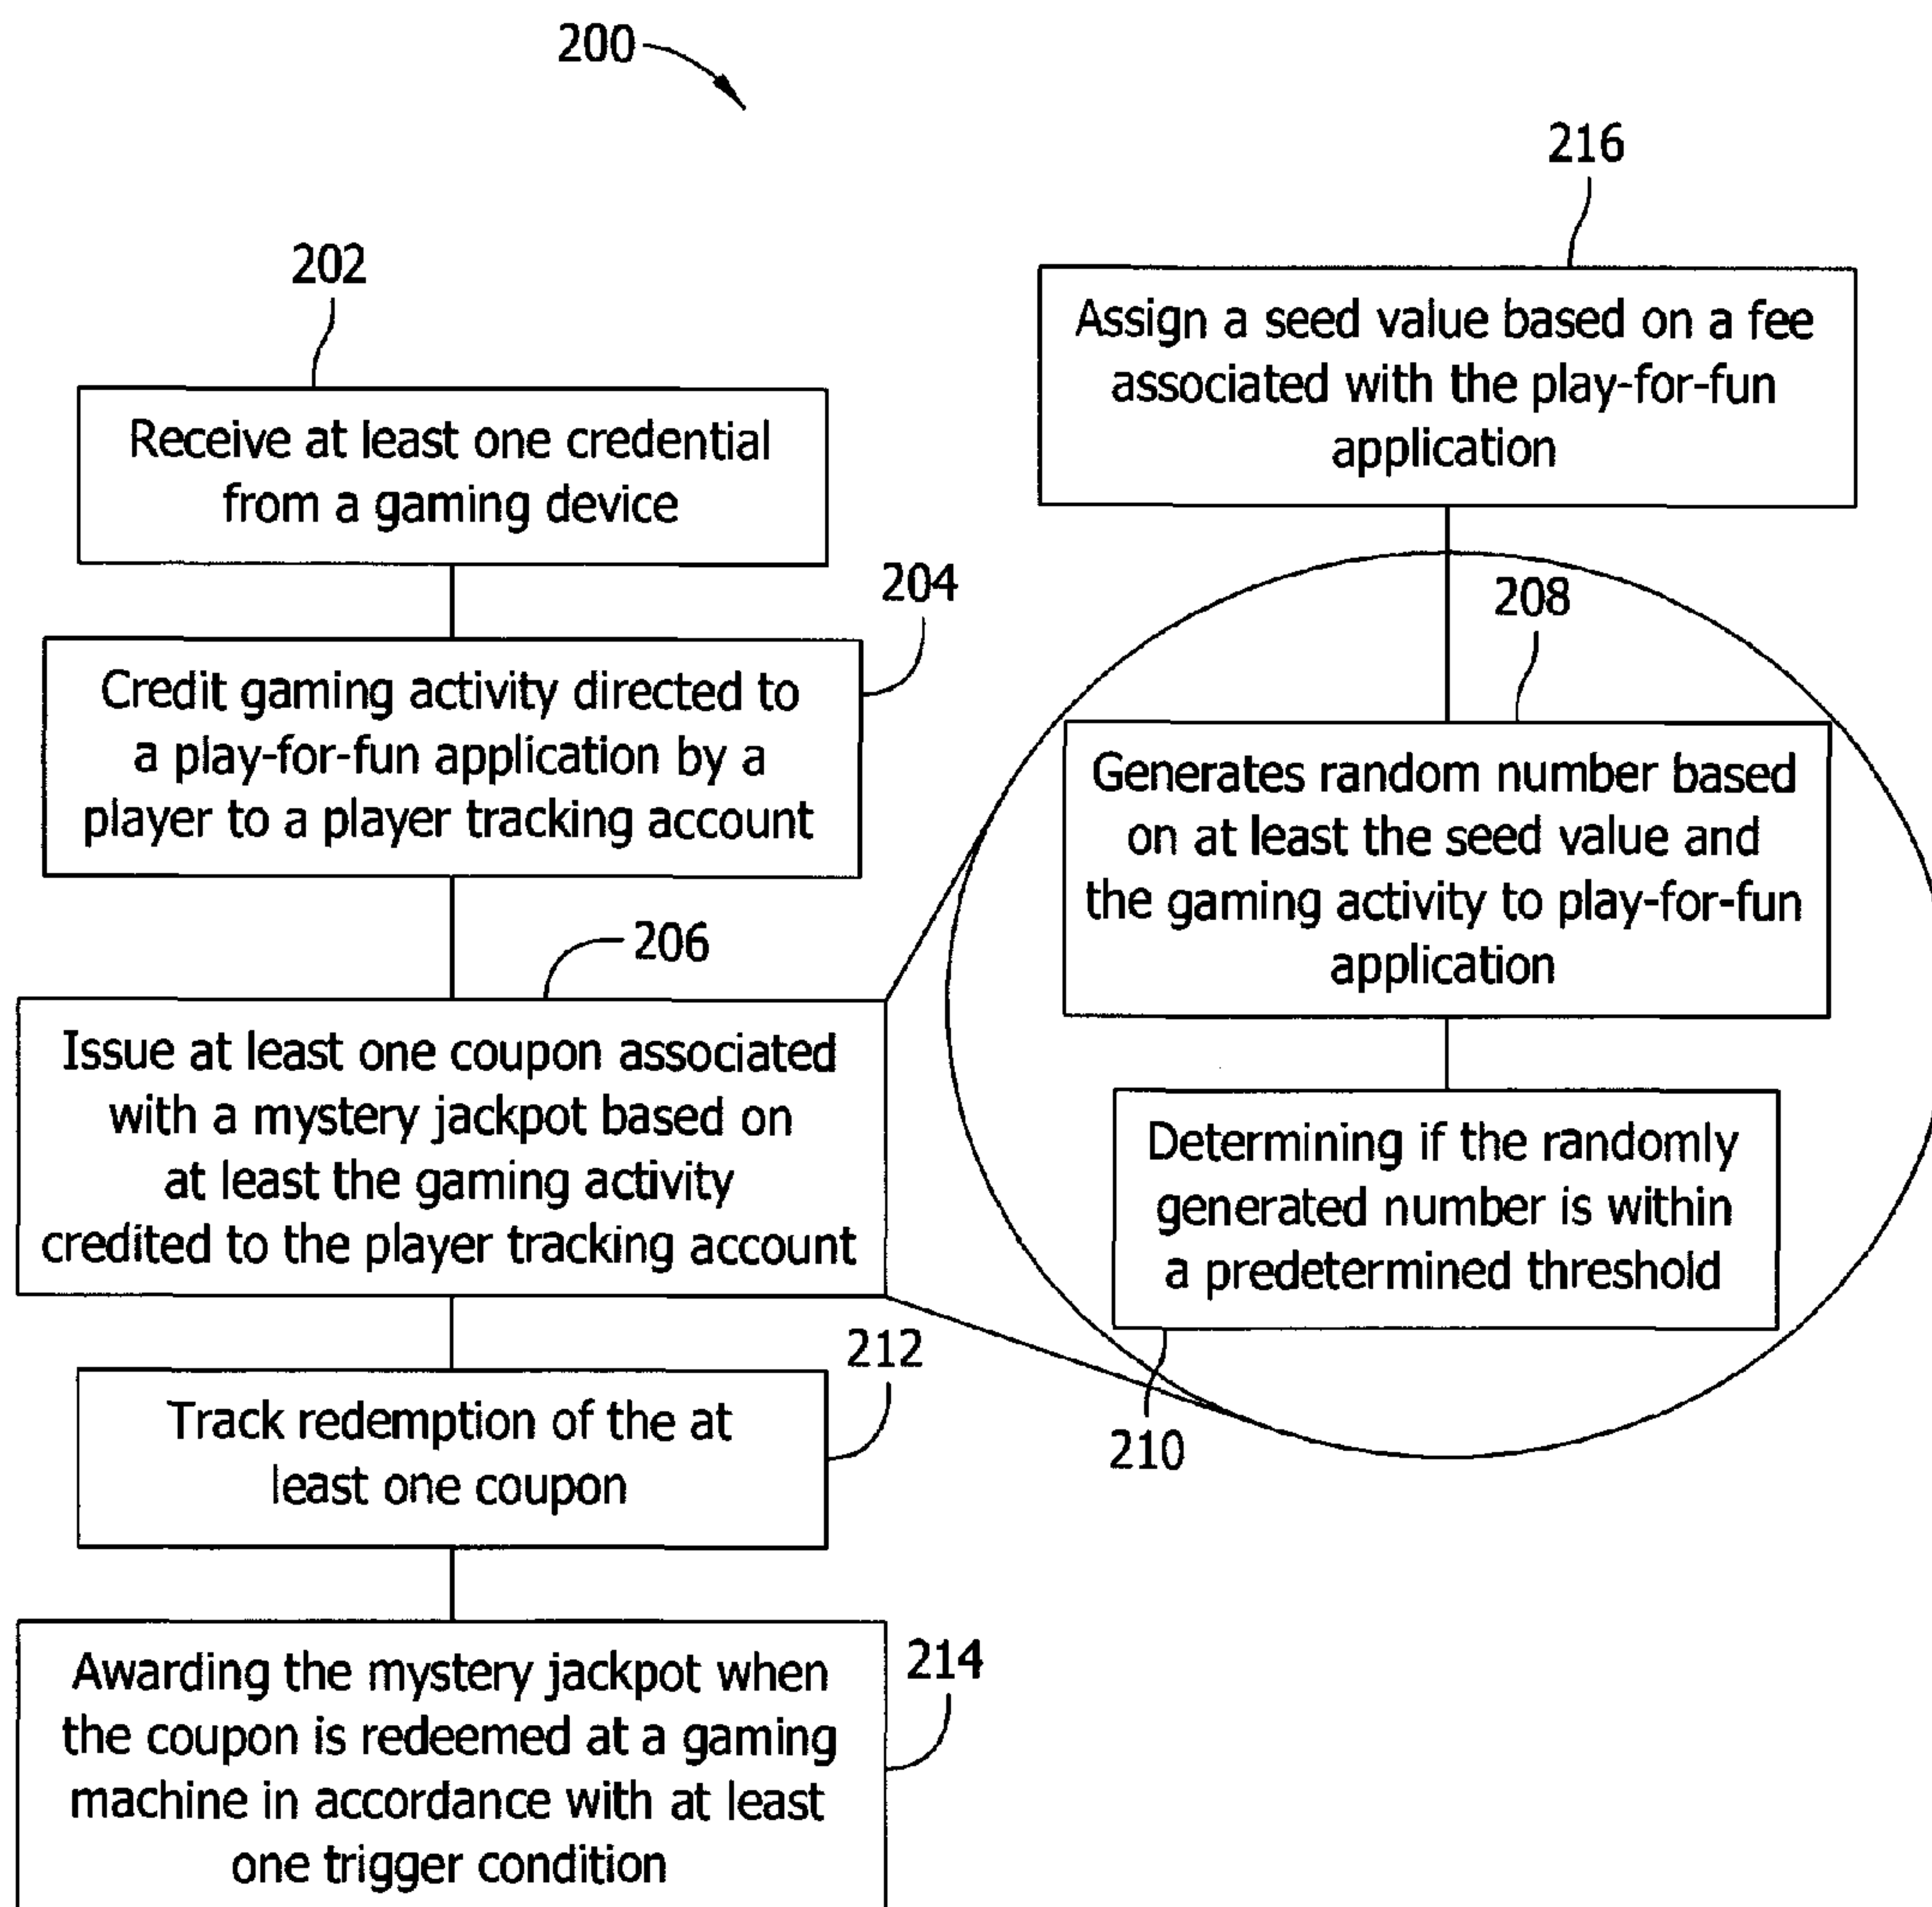 200
202
Receive at least one credential
from a gaming device
204
Credit gaming activity directed to
a play-for-fun application by a
player to a player tracking account
206
Issue at least one coupon associated
with a mystery jackpot based on
at least the gaming activity
credited to the player tracking account
212
Track redemption of the at
least one coupon
214
Awarding the mystery jackpot when
the coupon is redeemed at a gaming
machine in accordance with at least
one trigger condition
216
Assign a seed value based on a fee
associated with the play-for-fun
application
208
Generates random number based
on at least the seed value and
the gaming activity to play-for-fun
application
Determining if the randomly
generated number is within
a predetermined threshold
210